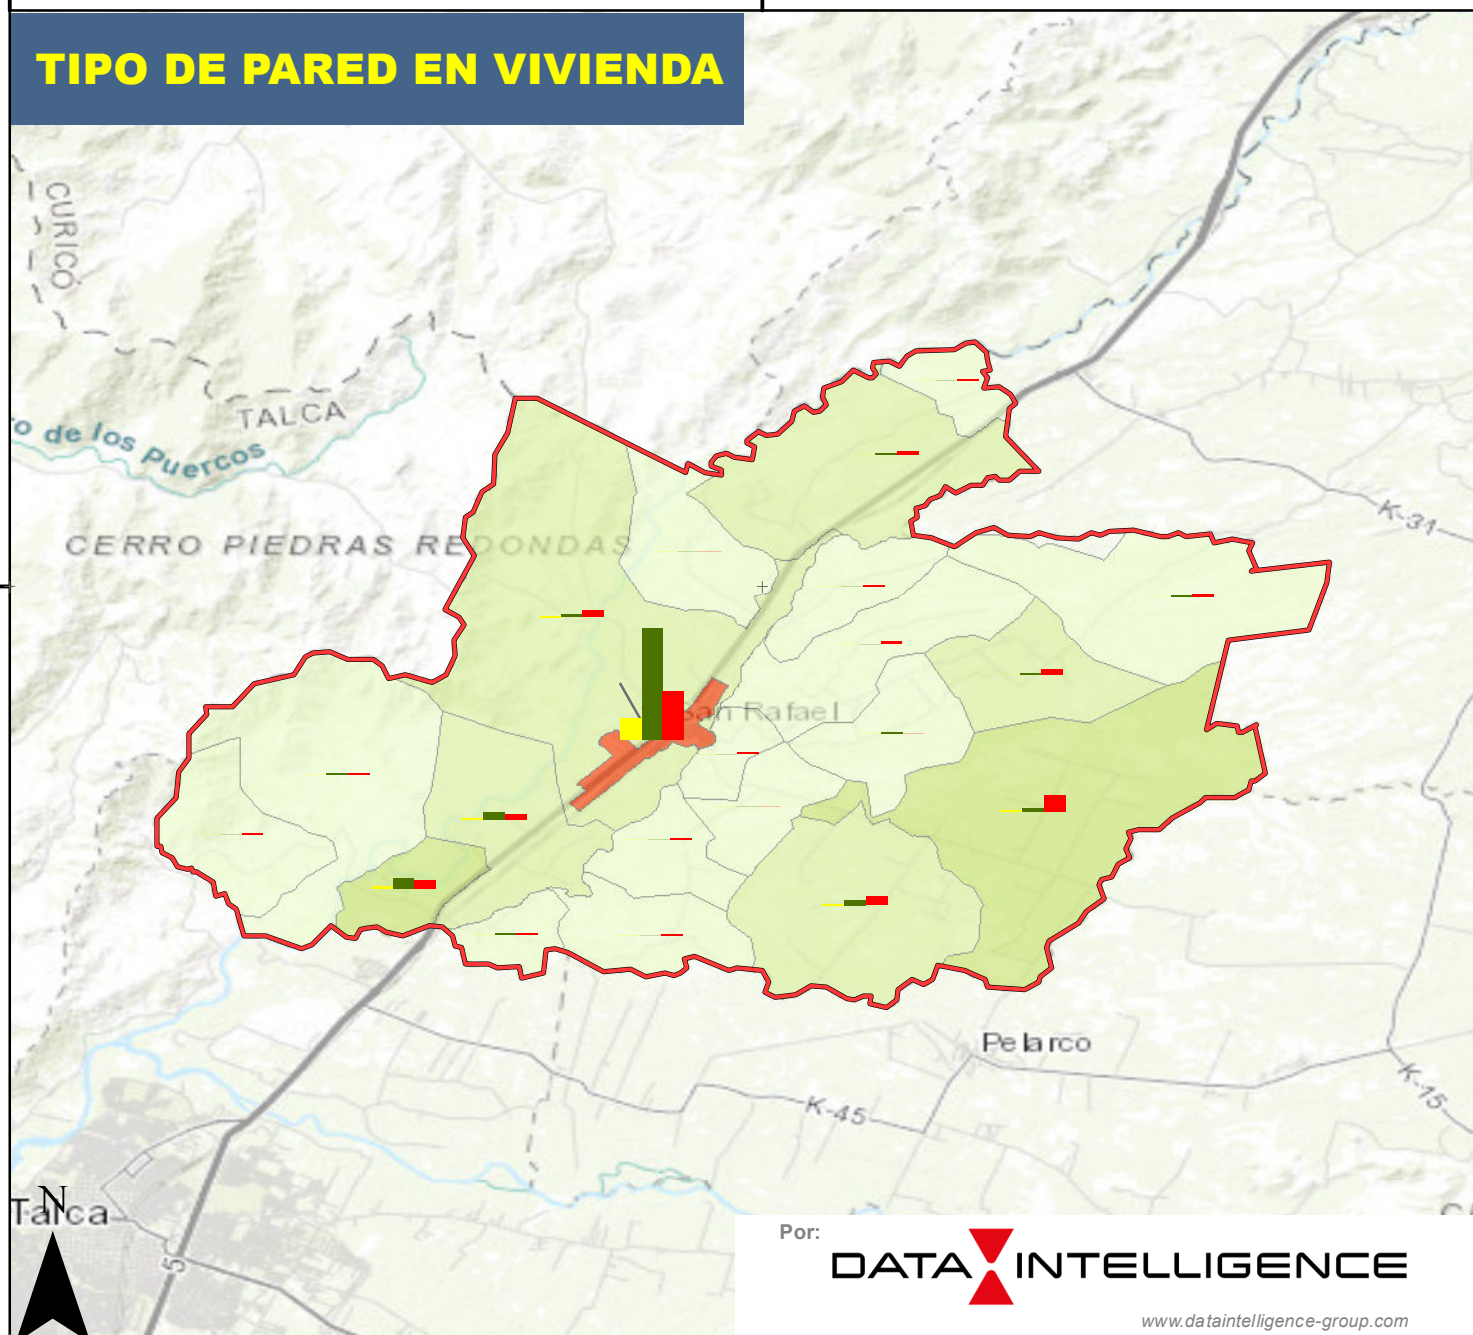 TIPO DE PARED EN VIVIENDA
CURICÓ
TALCA
o de los Puercos
CERRO PIEDRAS REDONDAS
K-31
San Rafael
Pelarco
K-45
K-15
N
Talca
5
Por:
DATA INTELLIGENCE
www.dataintelligence-group.com